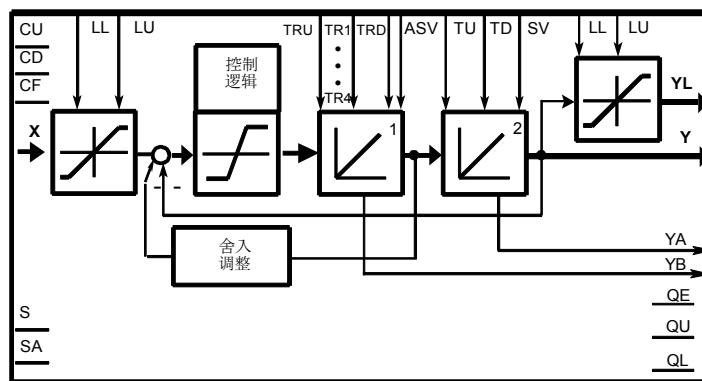 CU
LL
LU
TRU
TR1
TRD
ASV
TU
TD
SV
LL
LU
CD
控制
逻辑
CF
TR4
YL
X
1
2
Y
- -
舍入
调整
YA
YB
QE
S
QU
SA
QL